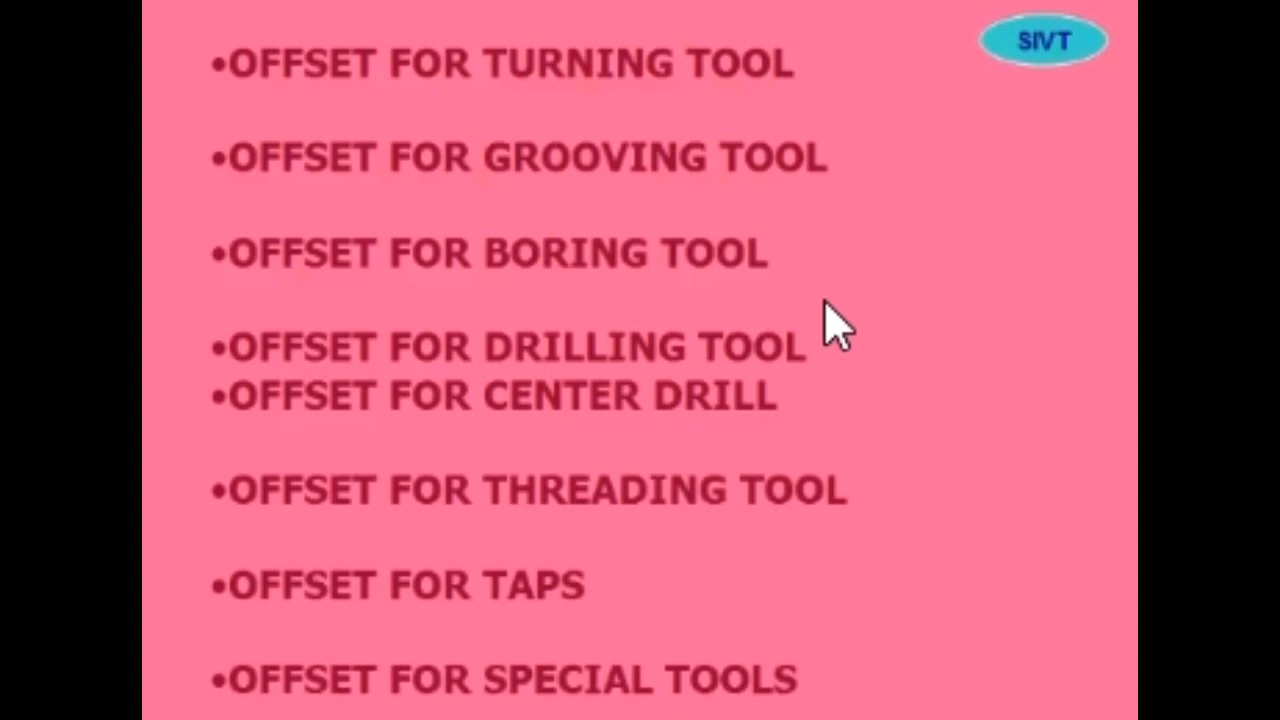 SIVT
•OFFSET FOR TURNING TOOL
•OFFSET FOR GROOVING TOOL
•OFFSET FOR BORING TOOL
•OFFSET FOR DRILLING TOOL
•OFFSET FOR CENTER DRILL
•OFFSET FOR THREADING TOOL
•OFFSET FOR TAPS
•OFFSET FOR SPECIAL TOOLS